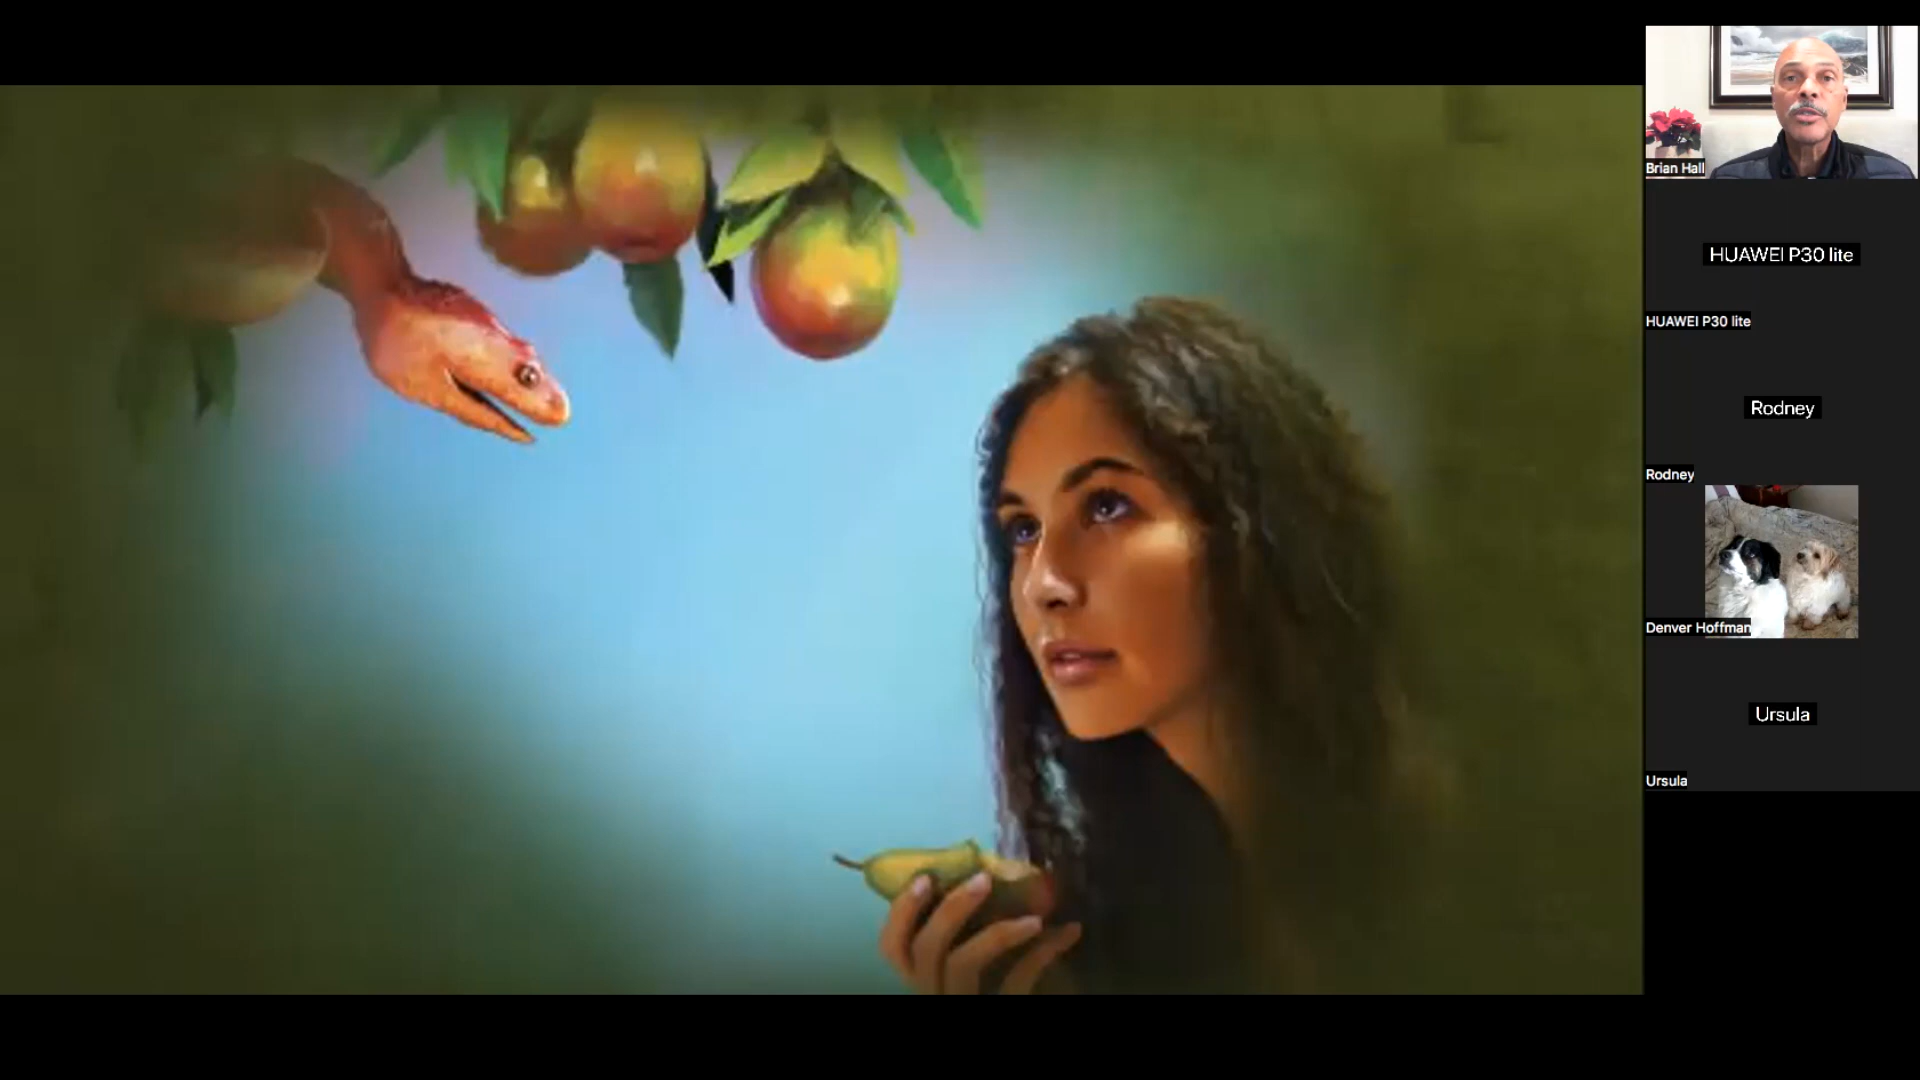 Brian Hall
HUAWEI P30 lite
HUAWEI P30 lite
Rodney
Rodney
Denver Hoffman
Ursula
Ursula